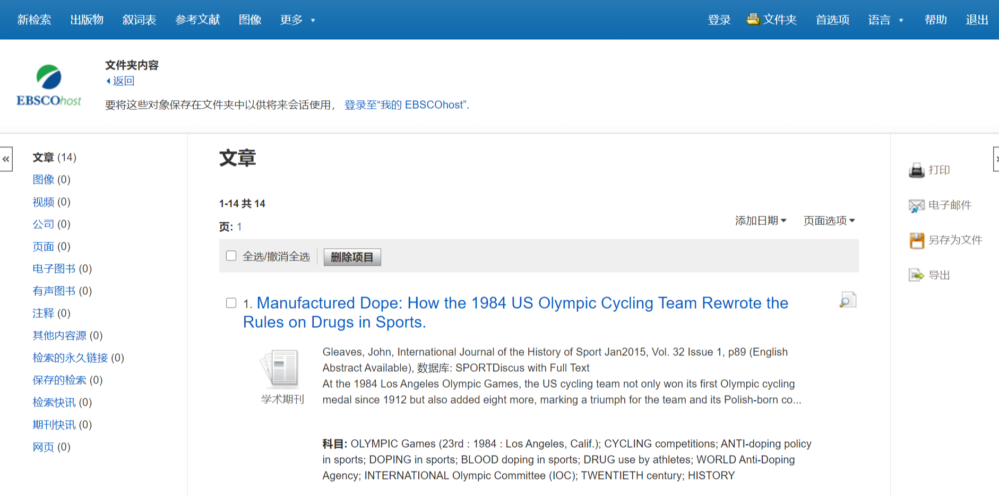 新检索 出版物 叙词表 参考文献 图像 更多 登录 文件夹 首选项 语言 帮助 退出
EBSCOhost
文件夹内容
返回
要将这些对象保存在文件夹中以供将来会话使用， 登录至“我的 EBSCOhost”.
«
文章 (14)
图像 (0)
视频 (0)
公司 (0)
页面 (0)
电子图书 (0)
有声图书 (0)
注释 (0)
其他内容源 (0)
检索的永久链接 (0)
保存的检索 (0)
检索快讯 (0)
期刊快讯 (0)
网页 (0)
文章
1-14 共 14
页: 1
添加日期 页面选项
全选/撤消全选 删除项目
1. Manufactured Dope: How the 1984 US Olympic Cycling Team Rewrote the
Rules on Drugs in Sports.
学术期刊
Gleaves, John, International Journal of the History of Sport Jan2015, Vol. 32 Issue 1, p89 (English
Abstract Available), 数据库: SPORTDiscus with Full Text
At the 1984 Los Angeles Olympic Games, the US cycling team not only won its first Olympic cycling
medal since 1912 but also added eight more, marking a triumph for the team and its Polish-born co...
科目: OLYMPIC Games (23rd : 1984 : Los Angeles, Calif.); CYCLING competitions; ANTI-doping policy
in sports; DOPING in sports; BLOOD doping in sports; DRUG use by athletes; WORLD Anti-Doping
Agency; INTERNATIONAL Olympic Committee (IOC); TWENTIETH century; HISTORY
打印
电子邮件
另存为文件
导出